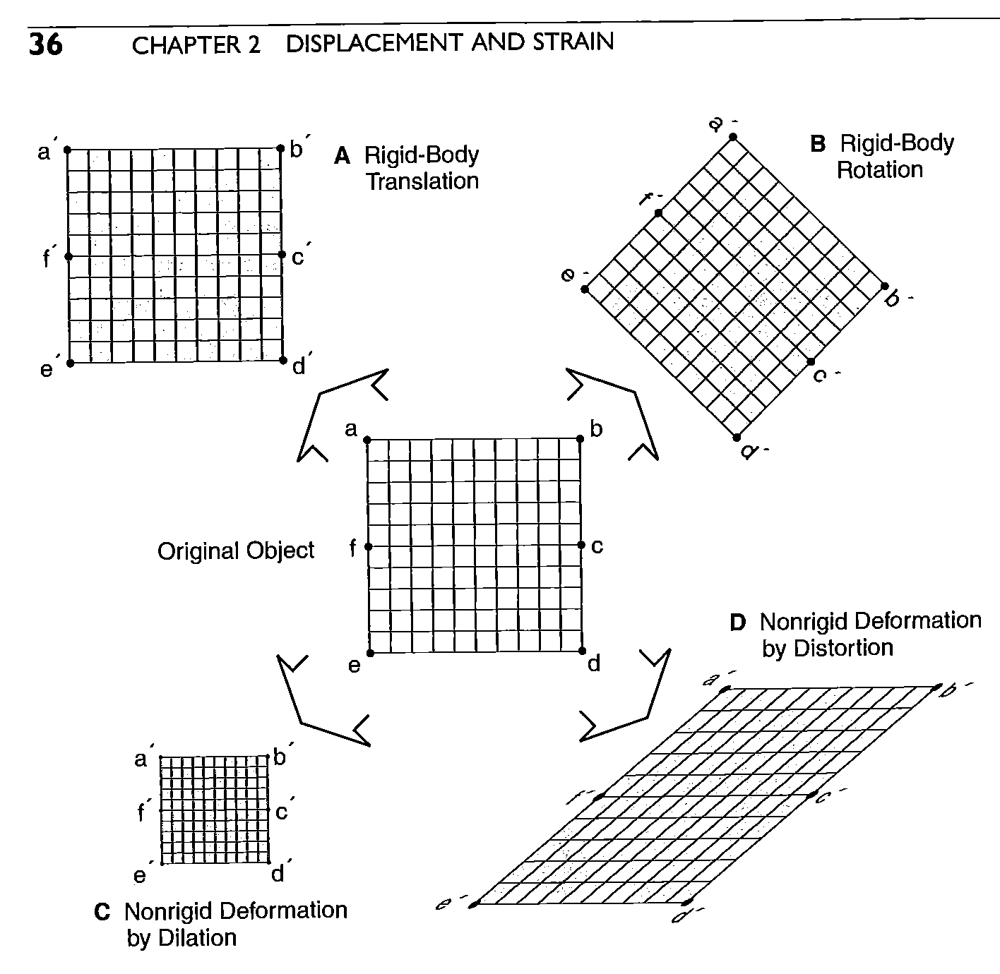 36 CHAPTER 2 DISPLACEMENT AND STRAIN
a´ b´
A Rigid-Body
Translation
f´ c´
e´ d´
a´
B Rigid-Body
Rotation
f´
e´
b´
c´
d´
a b
Original Object
f c
e d
D Nonrigid Deformation
by Distortion
a´ b´
f´ c´
e´ d´
a´ b´
f´ c´
e´ d´
C Nonrigid Deformation
by Dilation